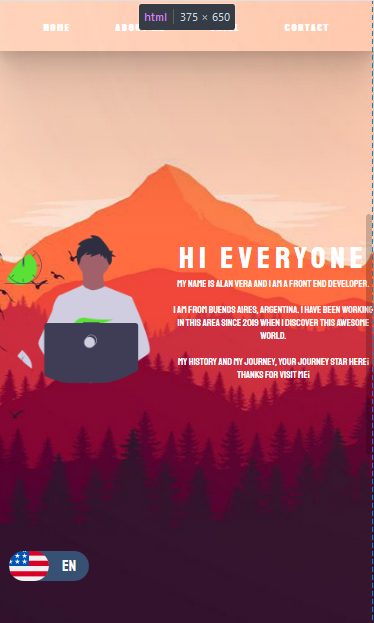 html 375 × 650
HOME
CONTACT
HI EVERYONE
MY NAME IS ALAN VERA AND I AM A FRONT END DEVELOPER.
I AM FROM BUENOS AIRES, ARGENTINA. I HAVE BEEN WORKING
IN THIS AREA SINCE 2019 WHEN I DISCOVER THIS AWESOME
WORLD.
MY HISTORY AND MY JOURNEY, YOUR JOURNEY STAR HERE¡
THANKS FOR VISIT ME¡
EN